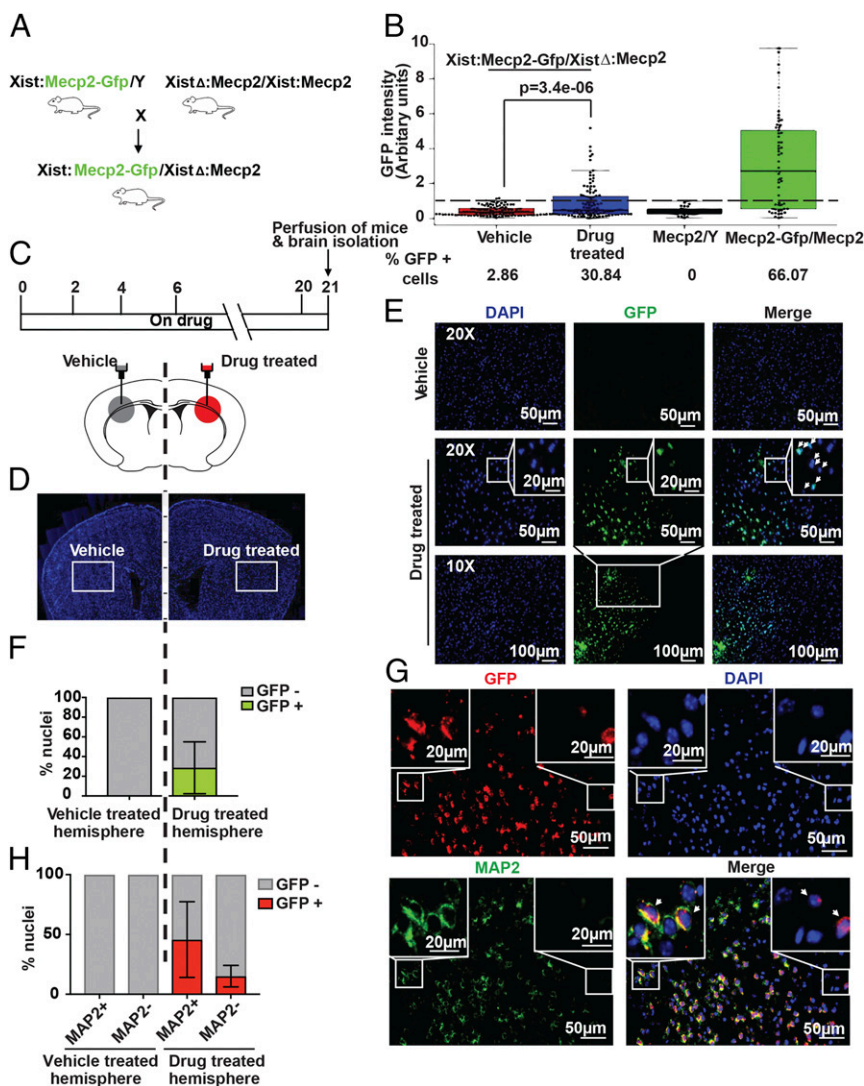 A
Xist:Mecp2-Gfp/Y
XistΔ:Mecp2/Xist:Mecp2
X
Xist:Mecp2-Gfp/XistΔ:Mecp2
B
Xist:Mecp2-Gfp/XistΔ:Mecp2
p=3.4e-06
GFP intensity
(Arbitary units)
10
8
6
4
2
0
Vehicle
Drug
treated
Mecp2/Y
Mecp2-Gfp/Mecp2
% GFP +
cells
2.86
30.84
0
66.07
C
Perfusion of mice
& brain isolation
0 2 4 6 20 21
On drug
Vehicle
Drug treated
D
Vehicle
Drug treated
E
DAPI
GFP
Merge
Vehicle
20X
50µm
50µm
50µm
Drug treated
20X
20µm
20µm
20µm
50µm
50µm
50µm
10X
100µm
100µm
100µm
F
% nuclei
100
80
60
40
20
0
GFP -
GFP +
Vehicle treated
hemisphere
Drug treated
hemisphere
G
GFP
20µm
20µm
50µm
DAPI
20µm
20µm
50µm
MAP2
20µm
20µm
50µm
Merge
20µm
20µm
50µm
H
% nuclei
100
50
0
GFP -
GFP +
MAP2+
MAP2-
MAP2+
MAP2-
Vehicle treated
hemisphere
Drug treated
hemisphere